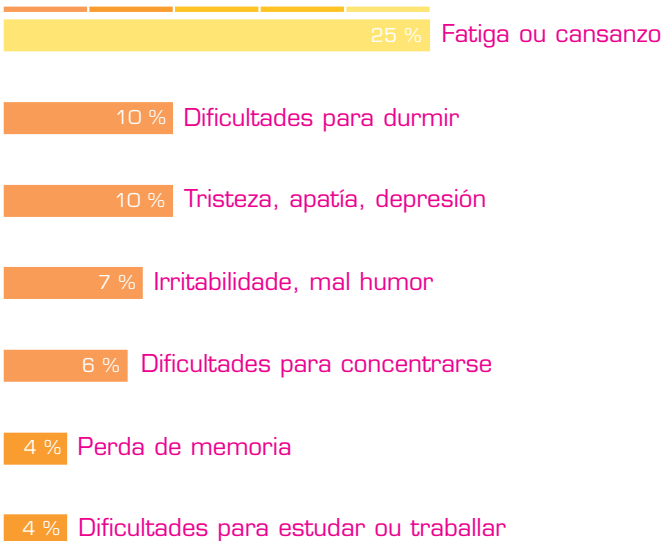 25 % Fatiga ou cansanzo
10 % Dificultades para durmir
10 % Tristeza, apatía, depresión
7 % Irritabilidade, mal humor
6 % Dificultades para concentrarse
4 % Perda de memoria
4 % Dificultades para estudar ou traballar